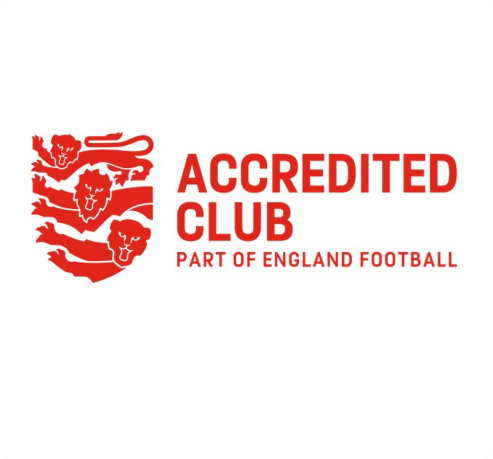 ACCREDITED
CLUB
PART OF ENGLAND FOOTBALL